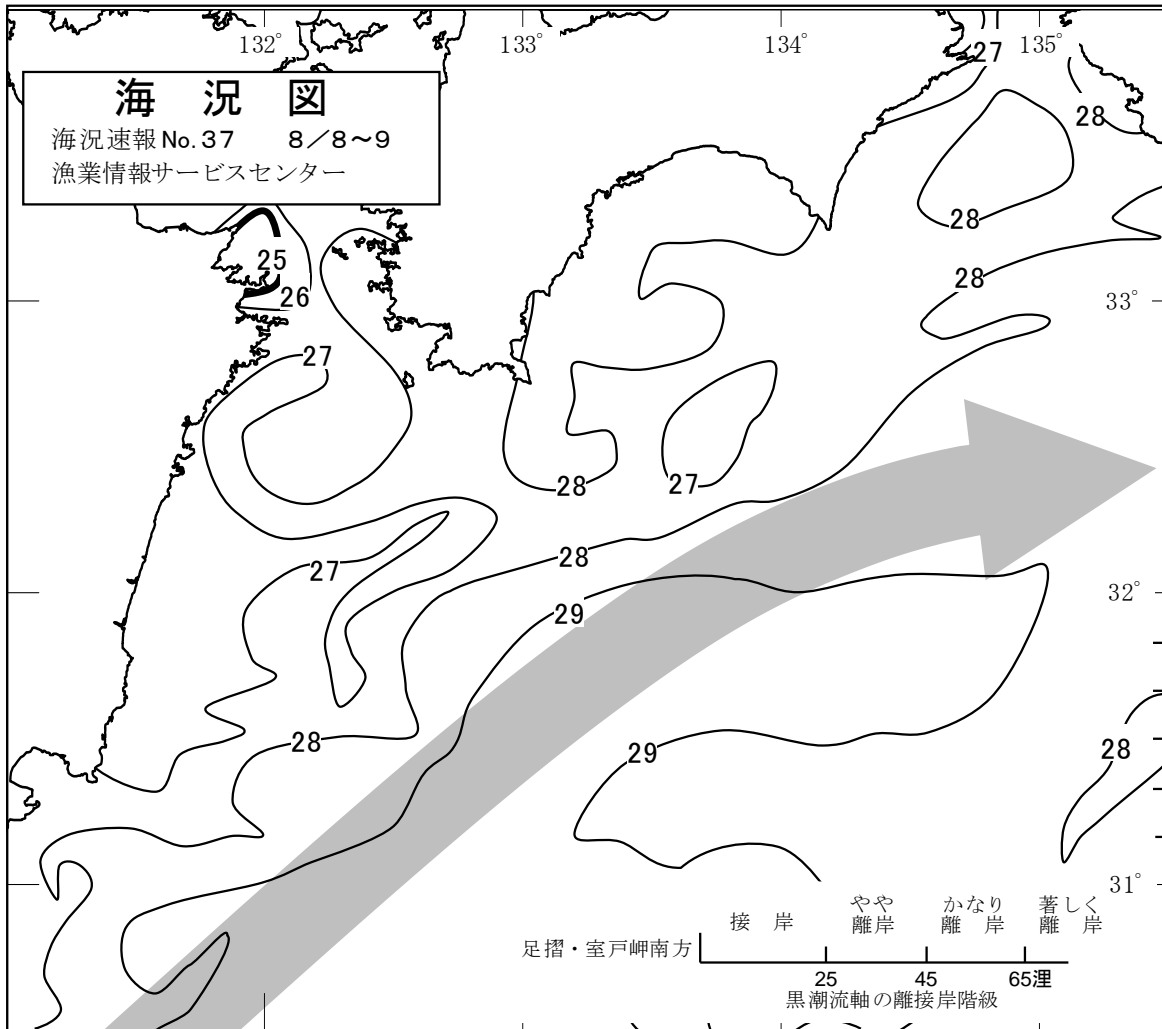 132°
133°
134°
135°
海 況 図
海況速報 No.37 8／8～9
漁業情報サービスセンター
27
28
28
25
26
28
33°
27
28
27
28
27
29
32°
28
29
28
31°
接 岸
やや
離岸
かなり
離 岸
著しく
離 岸
足摺・室戸岬南方
25 45 65浬
黒潮流軸の離接岸階級